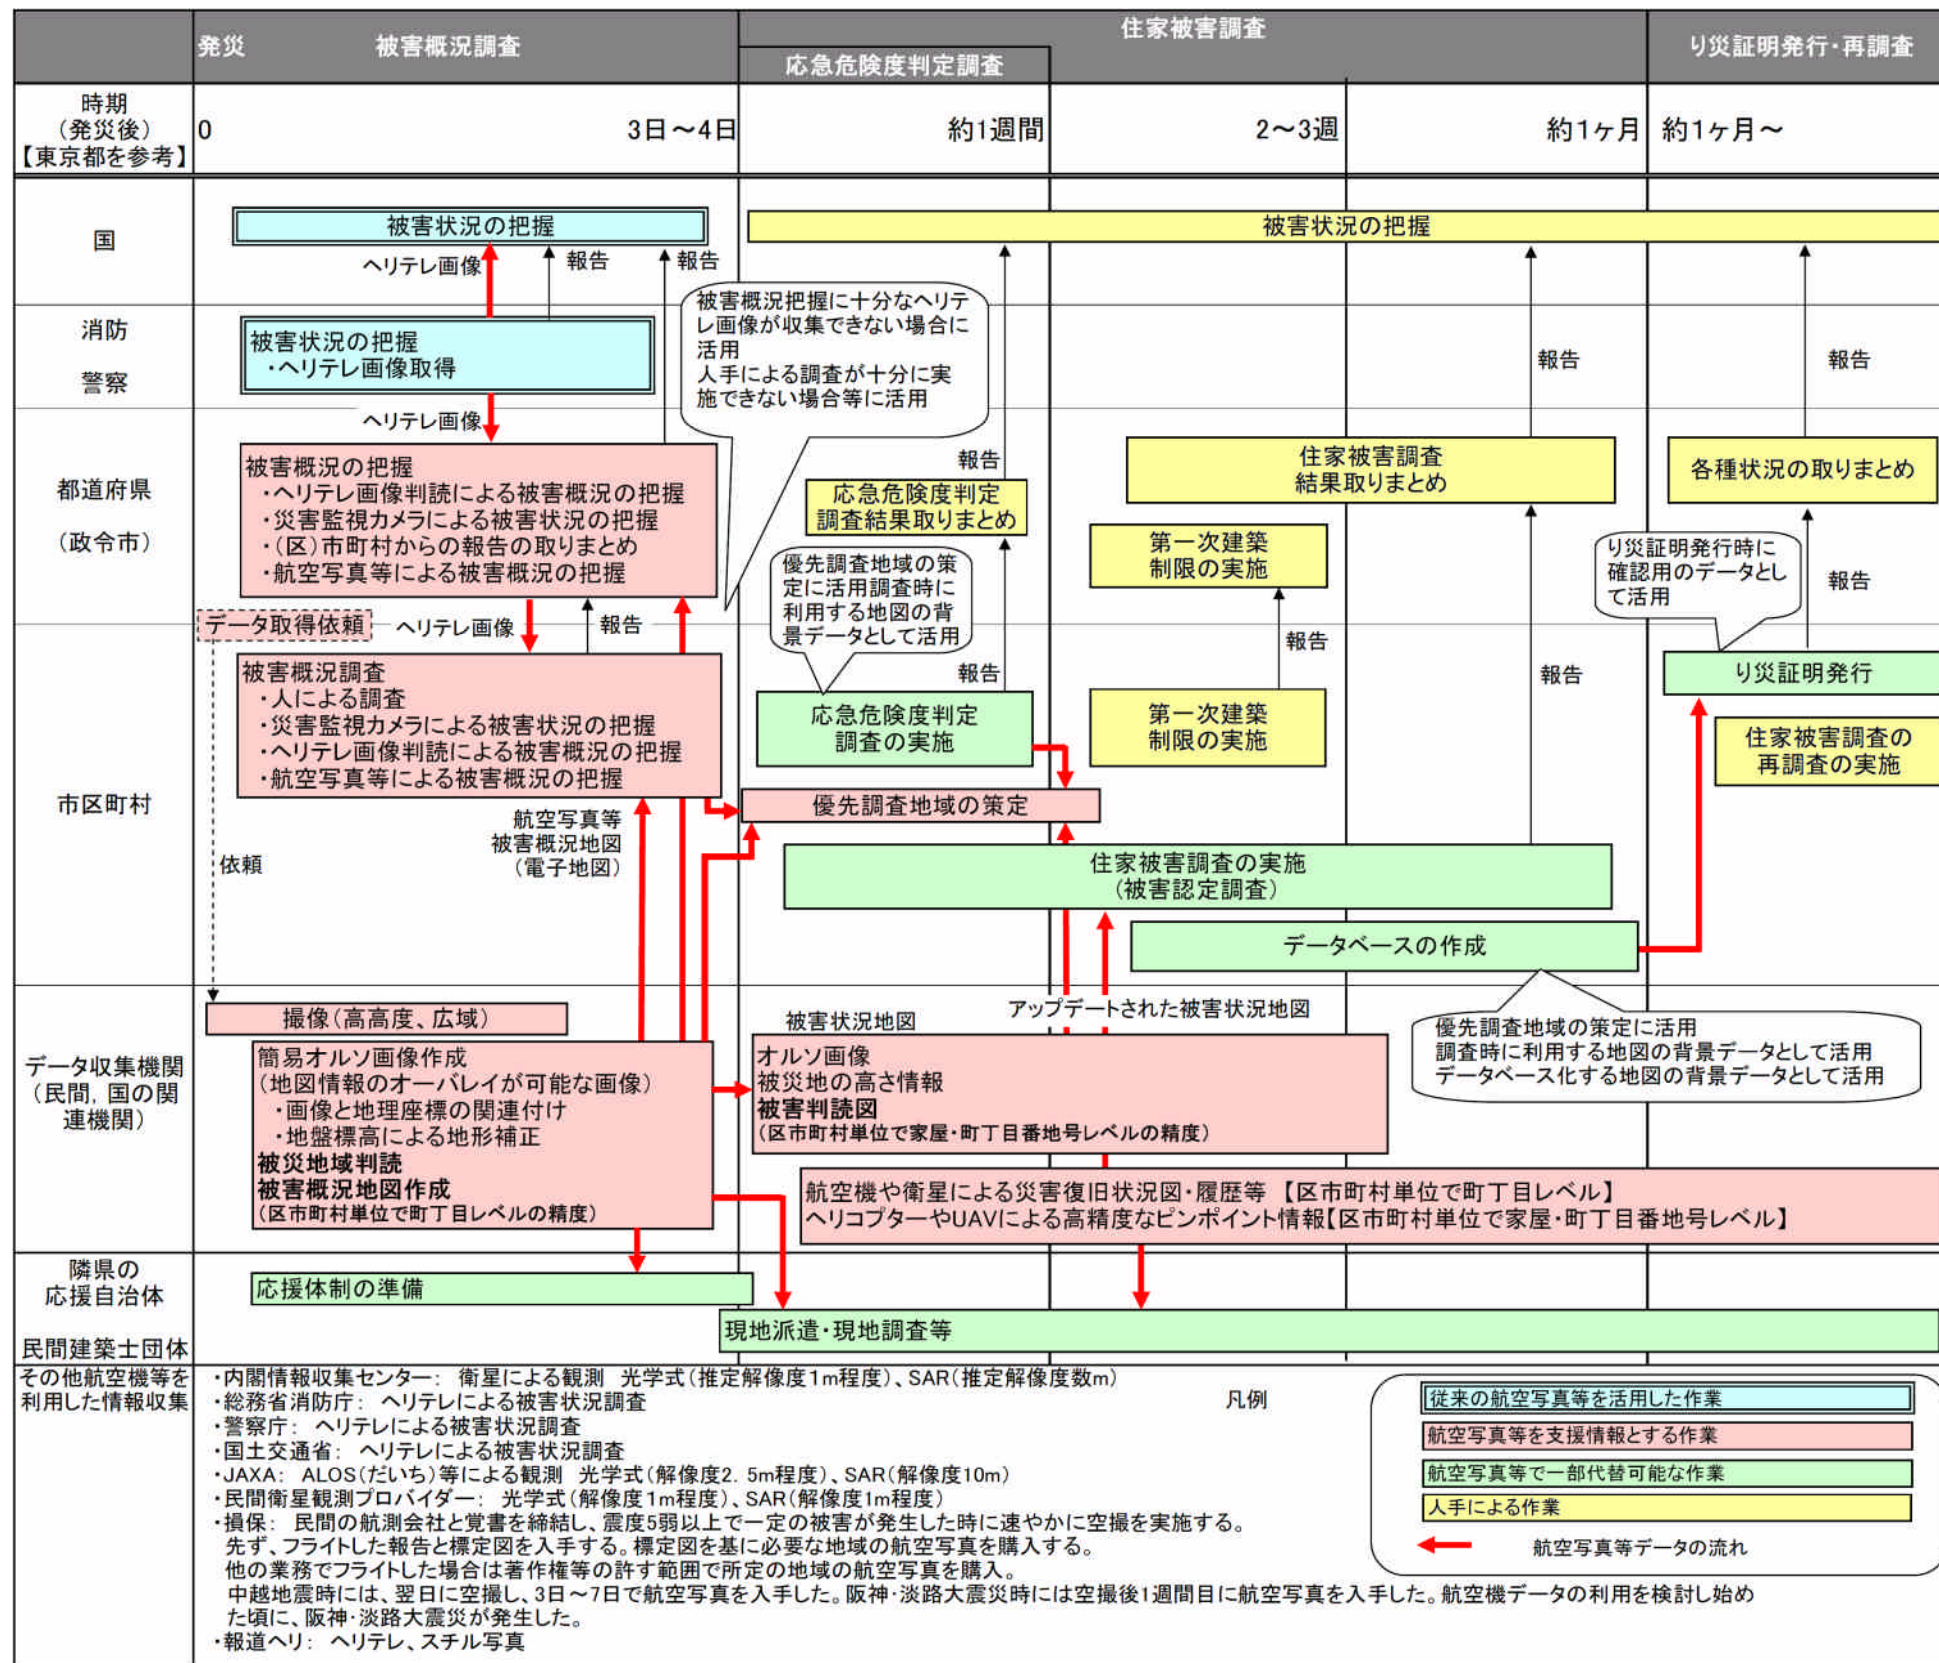 発災
被害概況調査
住家被害調査
応急危険度判定調査
り災証明発行・再調査
時期
(発災後)
【東京都を参考】
0
3日～4日
約1週間
2～3週
約1ヶ月
約1ヶ月～
国
被害状況の把握
被害状況の把握
ヘリテレ画像
報告
報告
消防
警察
被害状況の把握
・ヘリテレ画像取得
被害概況把握に十分なヘリテ
レ画像が収集できない場合に
活用
人手による調査が十分に実
施できない場合等に活用
報告
報告
ヘリテレ画像
都道府県
(政令市)
被害概況の把握
・ヘリテレ画像判読による被害概況の把握
・災害監視カメラによる被害状況の把握
・(区)市町村からの報告の取りまとめ
・航空写真等による被害概況の把握
報告
応急危険度判定
調査結果取りまとめ
住家被害調査
結果取りまとめ
各種状況の取りまとめ
第一次建築
制限の実施
優先調査地域の策
定に活用調査時に
利用する地図の背
景データとして活用
り災証明発行時に
確認用のデータとし
て活用
報告
データ取得依頼
ヘリテレ画像
報告
報告
市区町村
被害概況調査
・人による調査
・災害監視カメラによる被害状況の把握
・ヘリテレ画像判読による被害概況の把握
・航空写真等による被害概況の把握
報告
報告
り災証明発行
応急危険度判定
調査の実施
第一次建築
制限の実施
住家被害調査の
再調査の実施
優先調査地域の策定
航空写真等
被害概況地図
(電子地図)
依頼
住家被害調査の実施
(被害認定調査)
データベースの作成
データ収集機関
(民間,国の関
連機関)
撮像(高高度、広域)
被害状況地図
アップデートされた被害状況地図
簡易オルソ画像作成
(地図情報のオーバレイが可能な画像)
・画像と地理座標の関連付け
・地盤標高による地形補正
被災地域判読
被害概況地図作成
(区市町村単位で町丁目レベルの精度)
オルソ画像
被災地の高さ情報
被害判読図
(区市町村単位で家屋・町丁目番地号レベルの精度)
優先調査地域の策定に活用
調査時に利用する地図の背景データとして活用
データベース化する地図の背景データとして活用
航空機や衛星による災害復旧状況図・履歴等 【区市町村単位で町丁目レベル】
ヘリコプターやUAVによる高精度なピンポイント情報【区市町村単位で家屋・町丁目番地号レベル】
隣県の
応援自治体
民間建築士団体
応援体制の準備
現地派遣・現地調査等
その他航空機等を
利用した情報収集
・内閣情報収集センター: 衛星による観測 光学式(推定解像度1m程度)、SAR(推定解像度数m)
・総務省消防庁: ヘリテレによる被害状況調査
・警察庁: ヘリテレによる被害状況調査
・国土交通省: ヘリテレによる被害状況調査
・JAXA: ALOS(だいち)等による観測 光学式(解像度2.5m程度)、SAR(解像度10m)
・民間衛星観測プロバイダー: 光学式(解像度1m程度)、SAR(解像度1m程度)
・損保: 民間の航測会社と覚書を締結し、震度5弱以上で一定の被害が発生した時に速やかに空撮を実施する。
先ず、フライトした報告と標定図を入手する。標定図を基に必要な地域の航空写真を購入する。
他の業務でフライトした場合は著作権等の許す範囲で所定の地域の航空写真を購入。
中越地震時には、翌日に空撮し、3日～7日で航空写真を入手した。阪神・淡路大震災時には空撮後1週間目に航空写真を入手した。航空機データの利用を検討し始め
た頃に、阪神・淡路大震災が発生した。
・報道ヘリ: ヘリテレ、スチル写真
凡例
従来の航空写真等を活用した作業
航空写真等を支援情報とする作業
航空写真等で一部代替可能な作業
人手による作業
航空写真等データの流れ